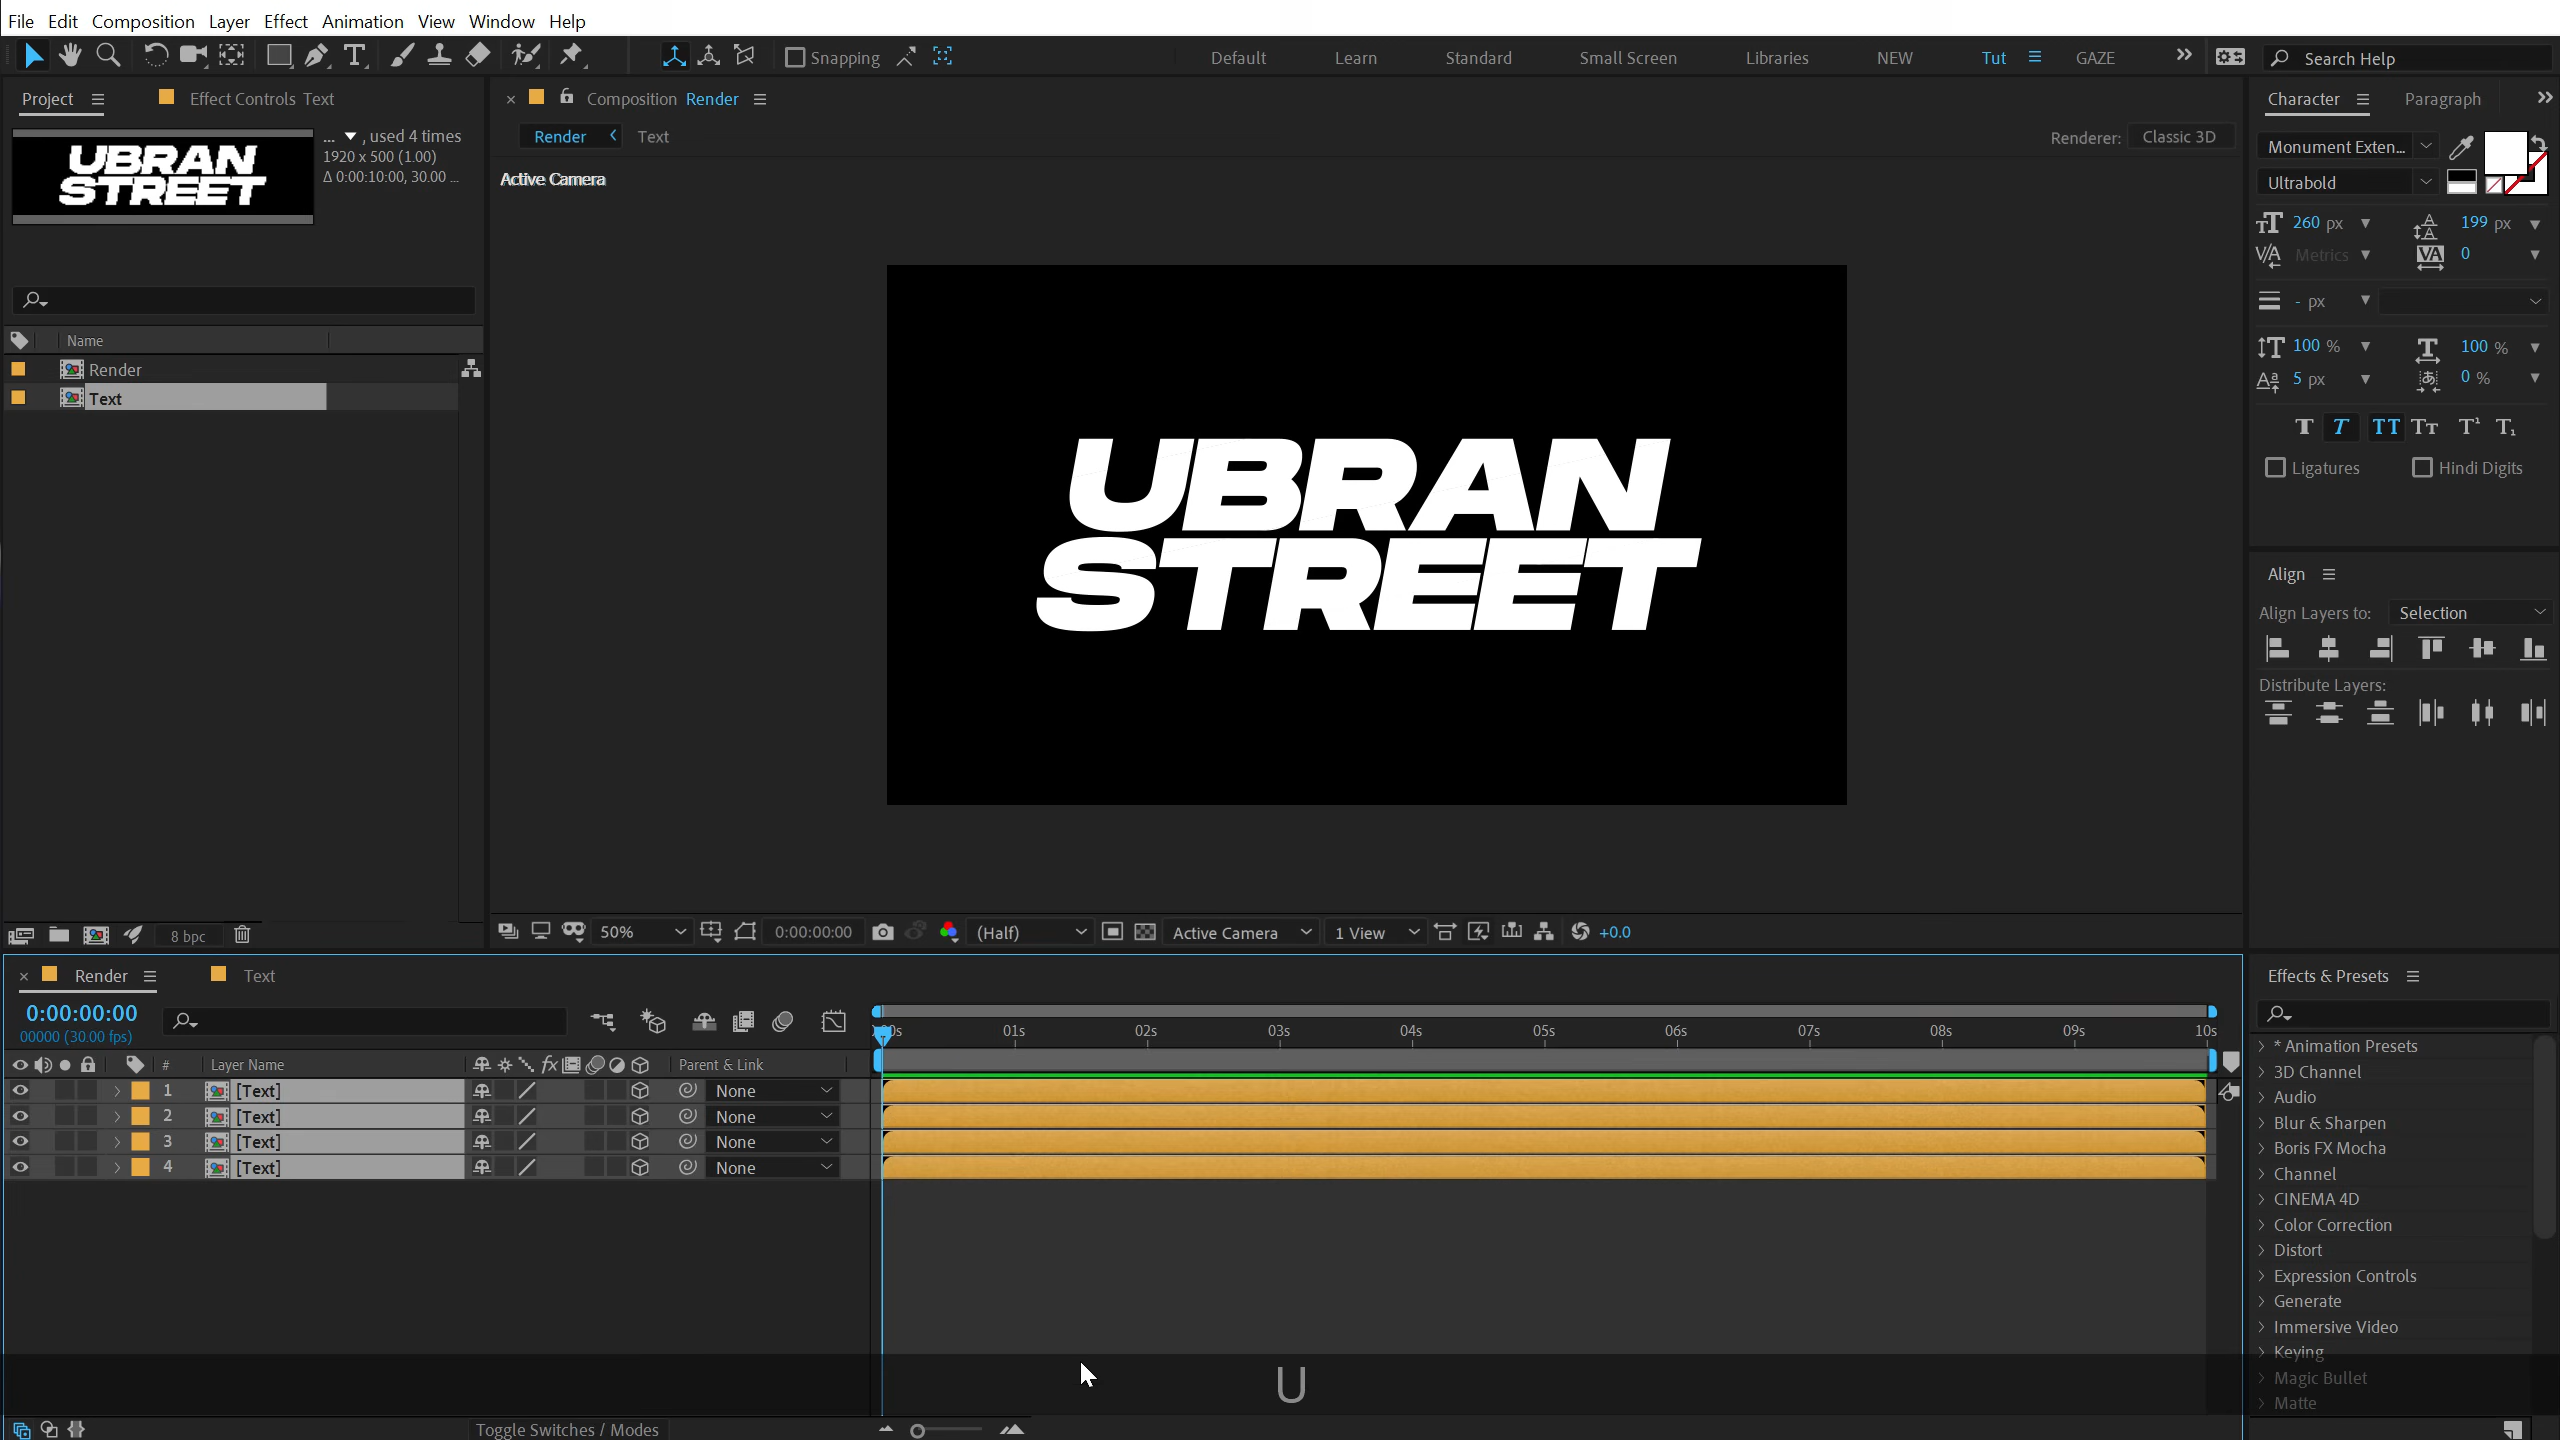 File Edit Composition Layer Effect Animation View Window Help
Snapping
Default Learn Standard Small Screen Libraries NEW Tut GAZE Search Help
Project Effect Controls Text
... , used 4 times
1920 x 500 (1.00)
Δ 0:00:10:00, 30.00 ...
UBRAN
STREET
Name
Render
Text
8 bpc
Composition Render
Render Text
Renderer: Classic 3D
Active Camera
UBRAN
STREET
50% 0:00:00:00 (Half) Active Camera 1 View +0.0
Character Paragraph
Monument Exten...
Ultrabold
260 px 199 px
Metrics 0
- px
100 % 100 %
5 px 0 %
T T TT Tt T¹ T₁
Ligatures Hindi Digits
Align
Align Layers to: Selection
Distribute Layers:
Render Text
0:00:00:00
00000 (30.00 fps)
01s 02s 03s 04s 05s 06s 07s 08s 09s 10s
# Layer Name fx Parent & Link
1 [Text] None
2 [Text] None
3 [Text] None
4 [Text] None
U
Toggle Switches / Modes
Effects & Presets
* Animation Presets
3D Channel
Audio
Blur & Sharpen
Boris FX Mocha
Channel
CINEMA 4D
Color Correction
Distort
Expression Controls
Generate
Immersive Video
Keying
Magic Bullet
Matte